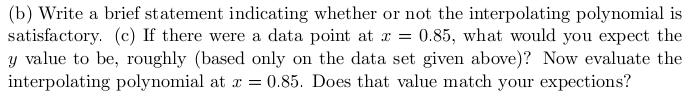 (b) Write a brief statement indicating whether or not the interpolating polynomial is
satisfactory. (c) If there were a data point at x = 0.85, what would you expect the
y value to be, roughly (based only on the data set given above)? Now evaluate the
interpolating polynomial at x = 0.85. Does that value match your expections?